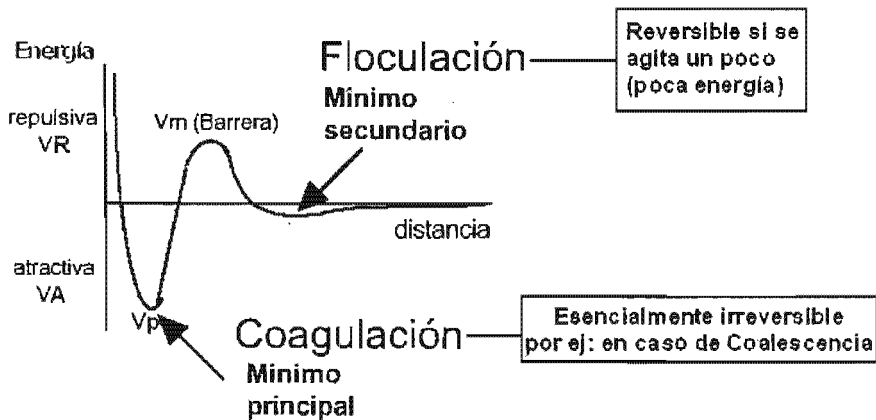 Energía
repulsiva
VR
Vm (Barrera)
Floculación
Mínimo
secundario
Reversible si se
agita un poco
(poca energía)
distancia
atractiva
VA
Vp
Coagulación
Minimo
principal
Esencialmente irreversible
por ej: en caso de Coalescencia